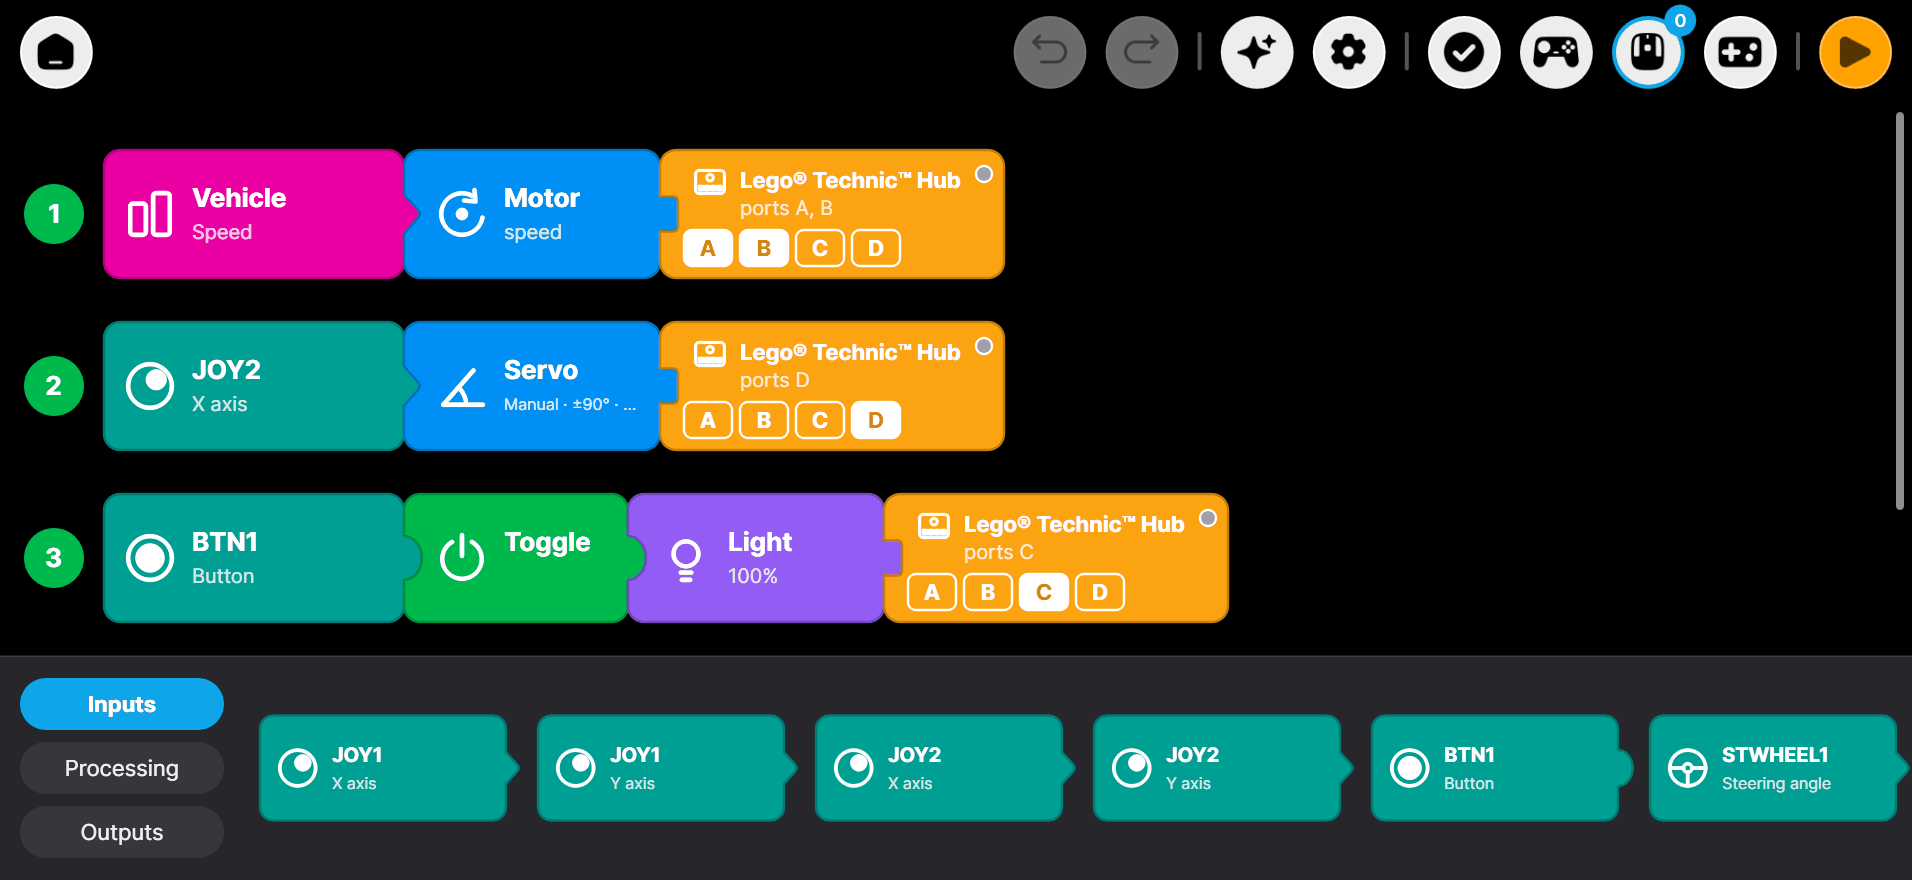 0
1
Vehicle
Speed
Motor
speed
Lego® Technic™ Hub
ports A, B
A B C D
2
JOY2
X axis
Servo
Manual · ±90° · ...
Lego® Technic™ Hub
ports D
A B C D
3
BTN1
Button
Toggle
Light
100%
Lego® Technic™ Hub
ports C
A B C D
Inputs
Processing
Outputs
JOY1
X axis
JOY1
Y axis
JOY2
X axis
JOY2
Y axis
BTN1
Button
STWHEEL1
Steering angle